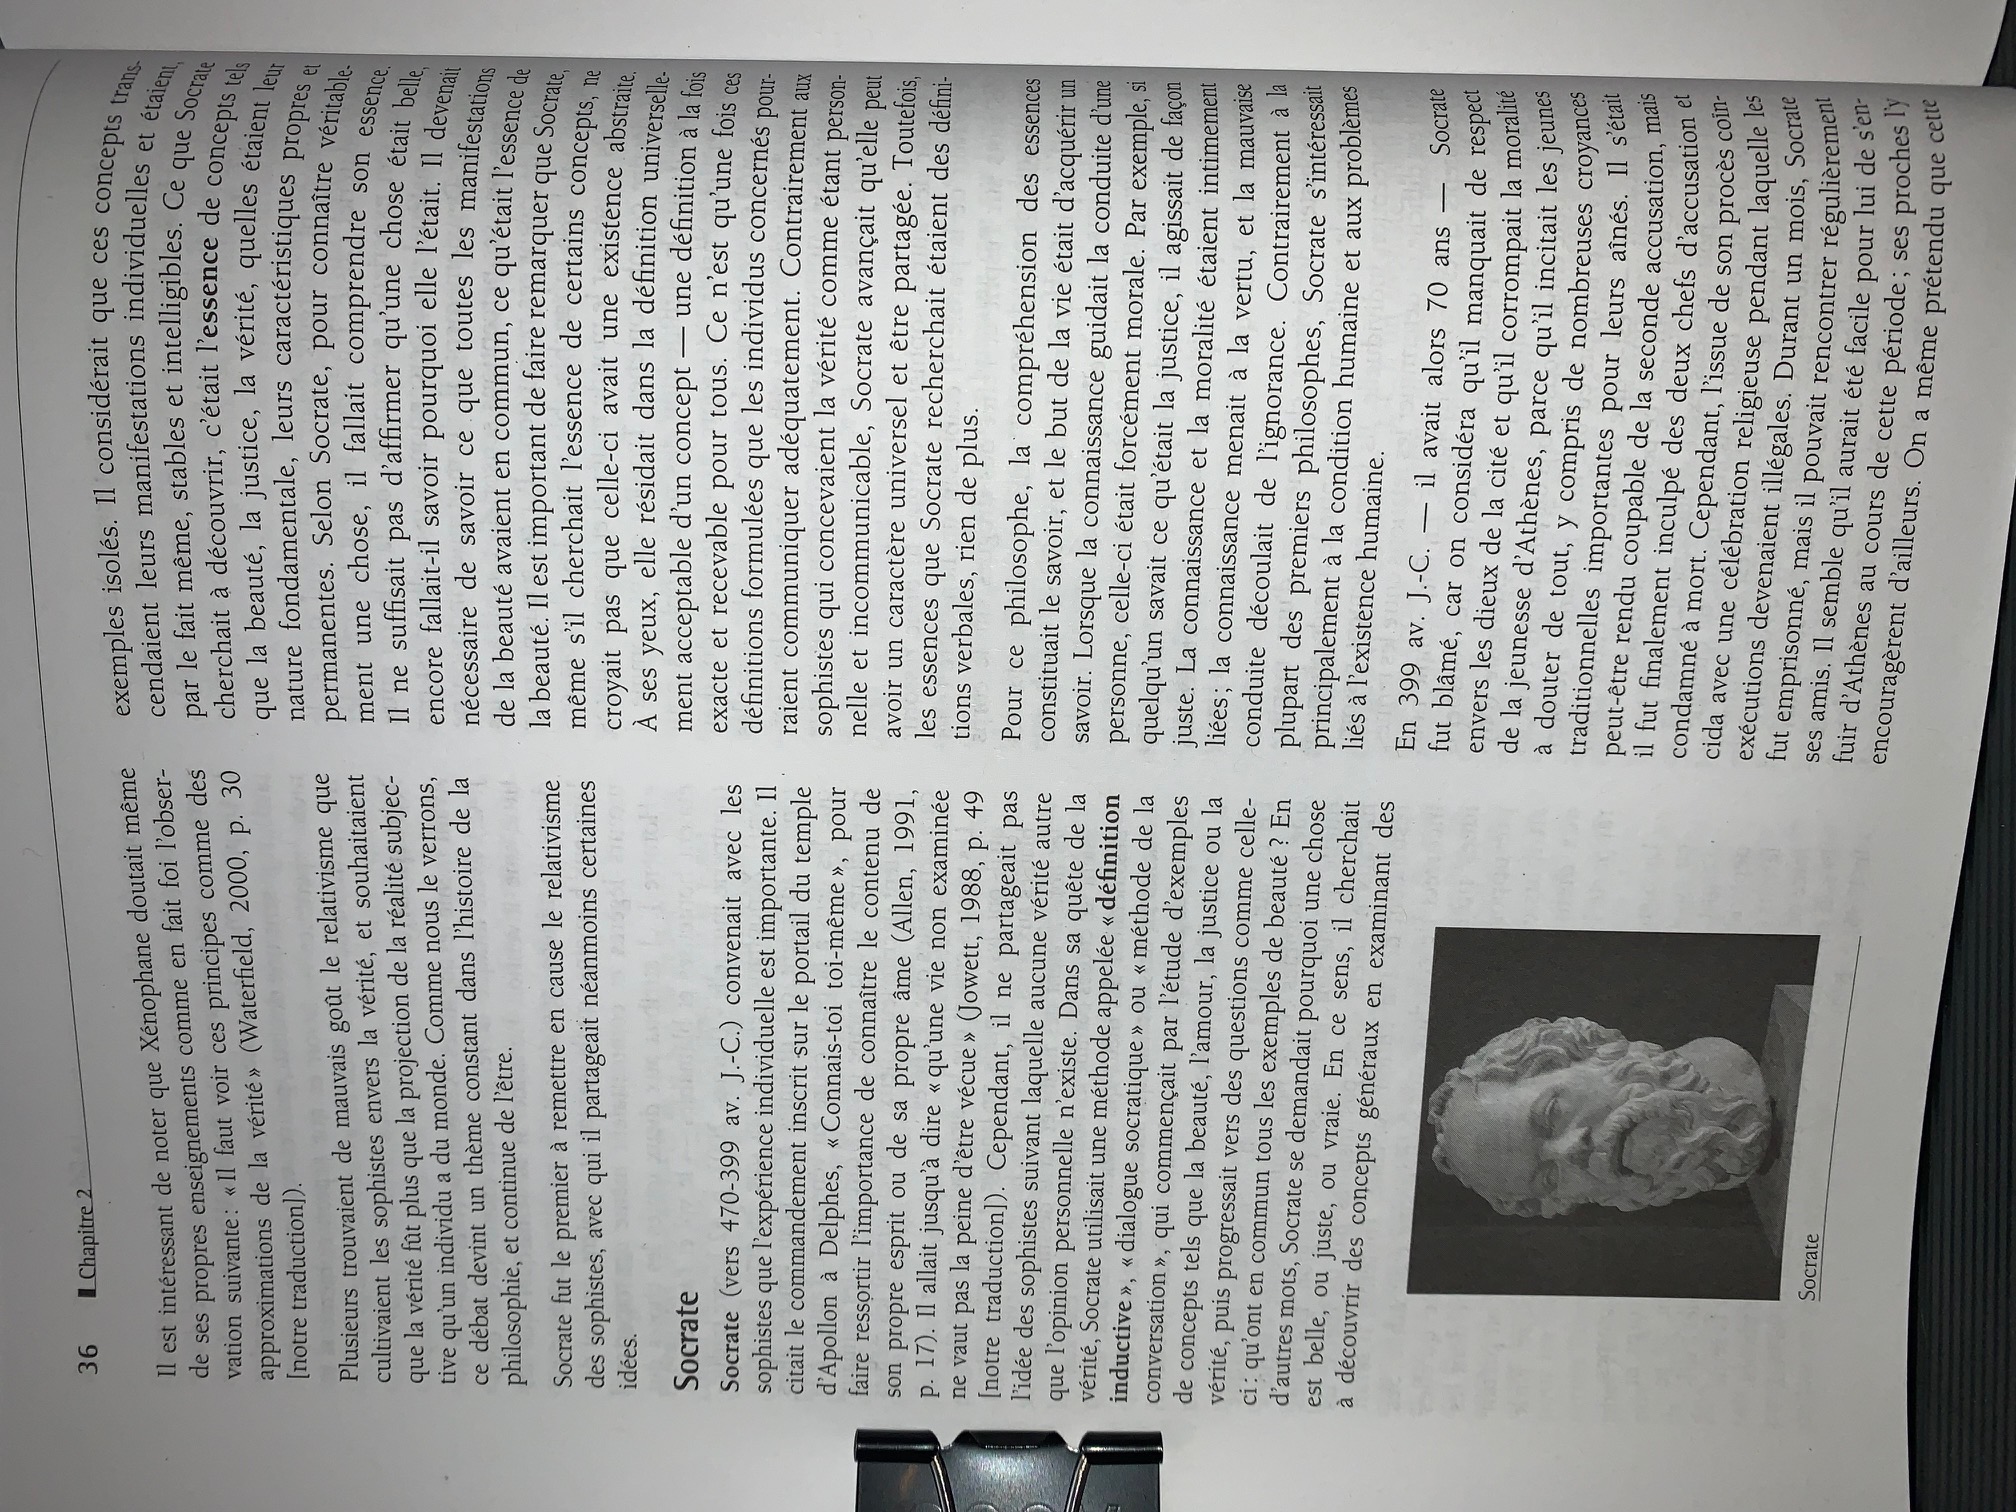 36 Chapitre 2
Il est intéressant de noter que Xénophane doutait même
de ses propres enseignements comme en fait foi l'obser-
vation suivante : « Il faut voir ces principes comme des
approximations de la vérité » (Waterfield, 2000, p. 30
[notre traduction]).
Plusieurs trouvaient de mauvais goût le relativisme que
cultivaient les sophistes envers la vérité, et souhaitaient
que la vérité fût plus que la projection de la réalité subjec-
tive qu'un individu a du monde. Comme nous le verrons,
ce débat devint un thème constant dans l'histoire de la
philosophie, et continue de l'être.
Socrate fut le premier à remettre en cause le relativisme
des sophistes, avec qui il partageait néanmoins certaines
idées.
Socrate
Socrate (vers 470-399 av. J.-C.) convenait avec les
sophistes que l'expérience individuelle est importante. Il
citait le commandement inscrit sur le portail du temple
d'Apollon à Delphes, « Connais-toi toi-même », pour
faire ressortir l'importance de connaître le contenu de
son propre esprit ou de sa propre âme (Allen, 1991,
p. 17). Il allait jusqu'à dire « qu'une vie non examinée
ne vaut pas la peine d'être vécue » (Jowett, 1988, p. 49
[notre traduction]). Cependant, il ne partageait pas
l'idée des sophistes suivant laquelle aucune vérité autre
que l'opinion personnelle n'existe. Dans sa quête de la
vérité, Socrate utilisait une méthode appelée « définition
inductive », « dialogue socratique » ou « méthode de la
conversation », qui commençait par l'étude d'exemples
de concepts tels que la beauté, l'amour, la justice ou la
vérité, puis progressait vers des questions comme celle-
ci : qu'ont en commun tous les exemples de beauté ? En
d'autres mots, Socrate se demandait pourquoi une chose
est belle, ou juste, ou vraie. En ce sens, il cherchait
à découvrir des concepts généraux en examinant des
Socrate
exemples isolés. Il considérait que ces concepts trans-
cendaient leurs manifestations individuelles et étaient,
par le fait même, stables et intelligibles. Ce que Socrate
cherchait à découvrir, c'était l'essence de concepts tels
que la beauté, la justice, la vérité, quelles étaient leur
nature fondamentale, leurs caractéristiques propres et
permanentes. Selon Socrate, pour connaître véritable-
ment une chose, il fallait comprendre son essence.
Il ne suffisait pas d'affirmer qu'une chose était belle,
encore fallait-il savoir pourquoi elle l'était. Il devenait
nécessaire de savoir ce que toutes les manifestations
de la beauté avaient en commun, ce qu'était l'essence de
la beauté. Il est important de faire remarquer que Socrate,
même s'il cherchait l'essence de certains concepts, ne
croyait pas que celle-ci avait une existence abstraite.
À ses yeux, elle résidait dans la définition universelle-
ment acceptable d'un concept — une définition à la fois
exacte et recevable pour tous. Ce n'est qu'une fois ces
définitions formulées que les individus concernés pour-
raient communiquer adéquatement. Contrairement aux
sophistes qui concevaient la vérité comme étant person-
nelle et incommunicable, Socrate avançait qu'elle peut
avoir un caractère universel et être partagée. Toutefois,
les essences que Socrate recherchait étaient des défini-
tions verbales, rien de plus.
Pour ce philosophe, la compréhension des essences
constituait le savoir, et le but de la vie était d'acquérir un
savoir. Lorsque la connaissance guidait la conduite d'une
personne, celle-ci était forcément morale. Par exemple, si
quelqu'un savait ce qu'était la justice, il agissait de façon
juste. La connaissance et la moralité étaient intimement
liées ; la connaissance menait à la vertu, et la mauvaise
conduite découlait de l'ignorance. Contrairement à la
plupart des premiers philosophes, Socrate s'intéressait
principalement à la condition humaine et aux problèmes
liés à l'existence humaine.
En 399 av. J.-C. — il avait alors 70 ans — Socrate
fut blâmé, car on considéra qu'il manquait de respect
envers les dieux de la cité et qu'il corrompait la moralité
de la jeunesse d'Athènes, parce qu'il incitait les jeunes
à douter de tout, y compris de nombreuses croyances
traditionnelles importantes pour leurs aînés. Il s'était
peut-être rendu coupable de la seconde accusation, mais
il fut finalement inculpé des deux chefs d'accusation et
condamné à mort. Cependant, l'issue de son procès coïn-
cida avec une célébration religieuse pendant laquelle les
exécutions devenaient illégales. Durant un mois, Socrate
fut emprisonné, mais il pouvait rencontrer régulièrement
ses amis. Il semble qu'il aurait été facile pour lui de s'en-
fuir d'Athènes au cours de cette période ; ses proches l'y
encouragèrent d'ailleurs. On a même prétendu que cette